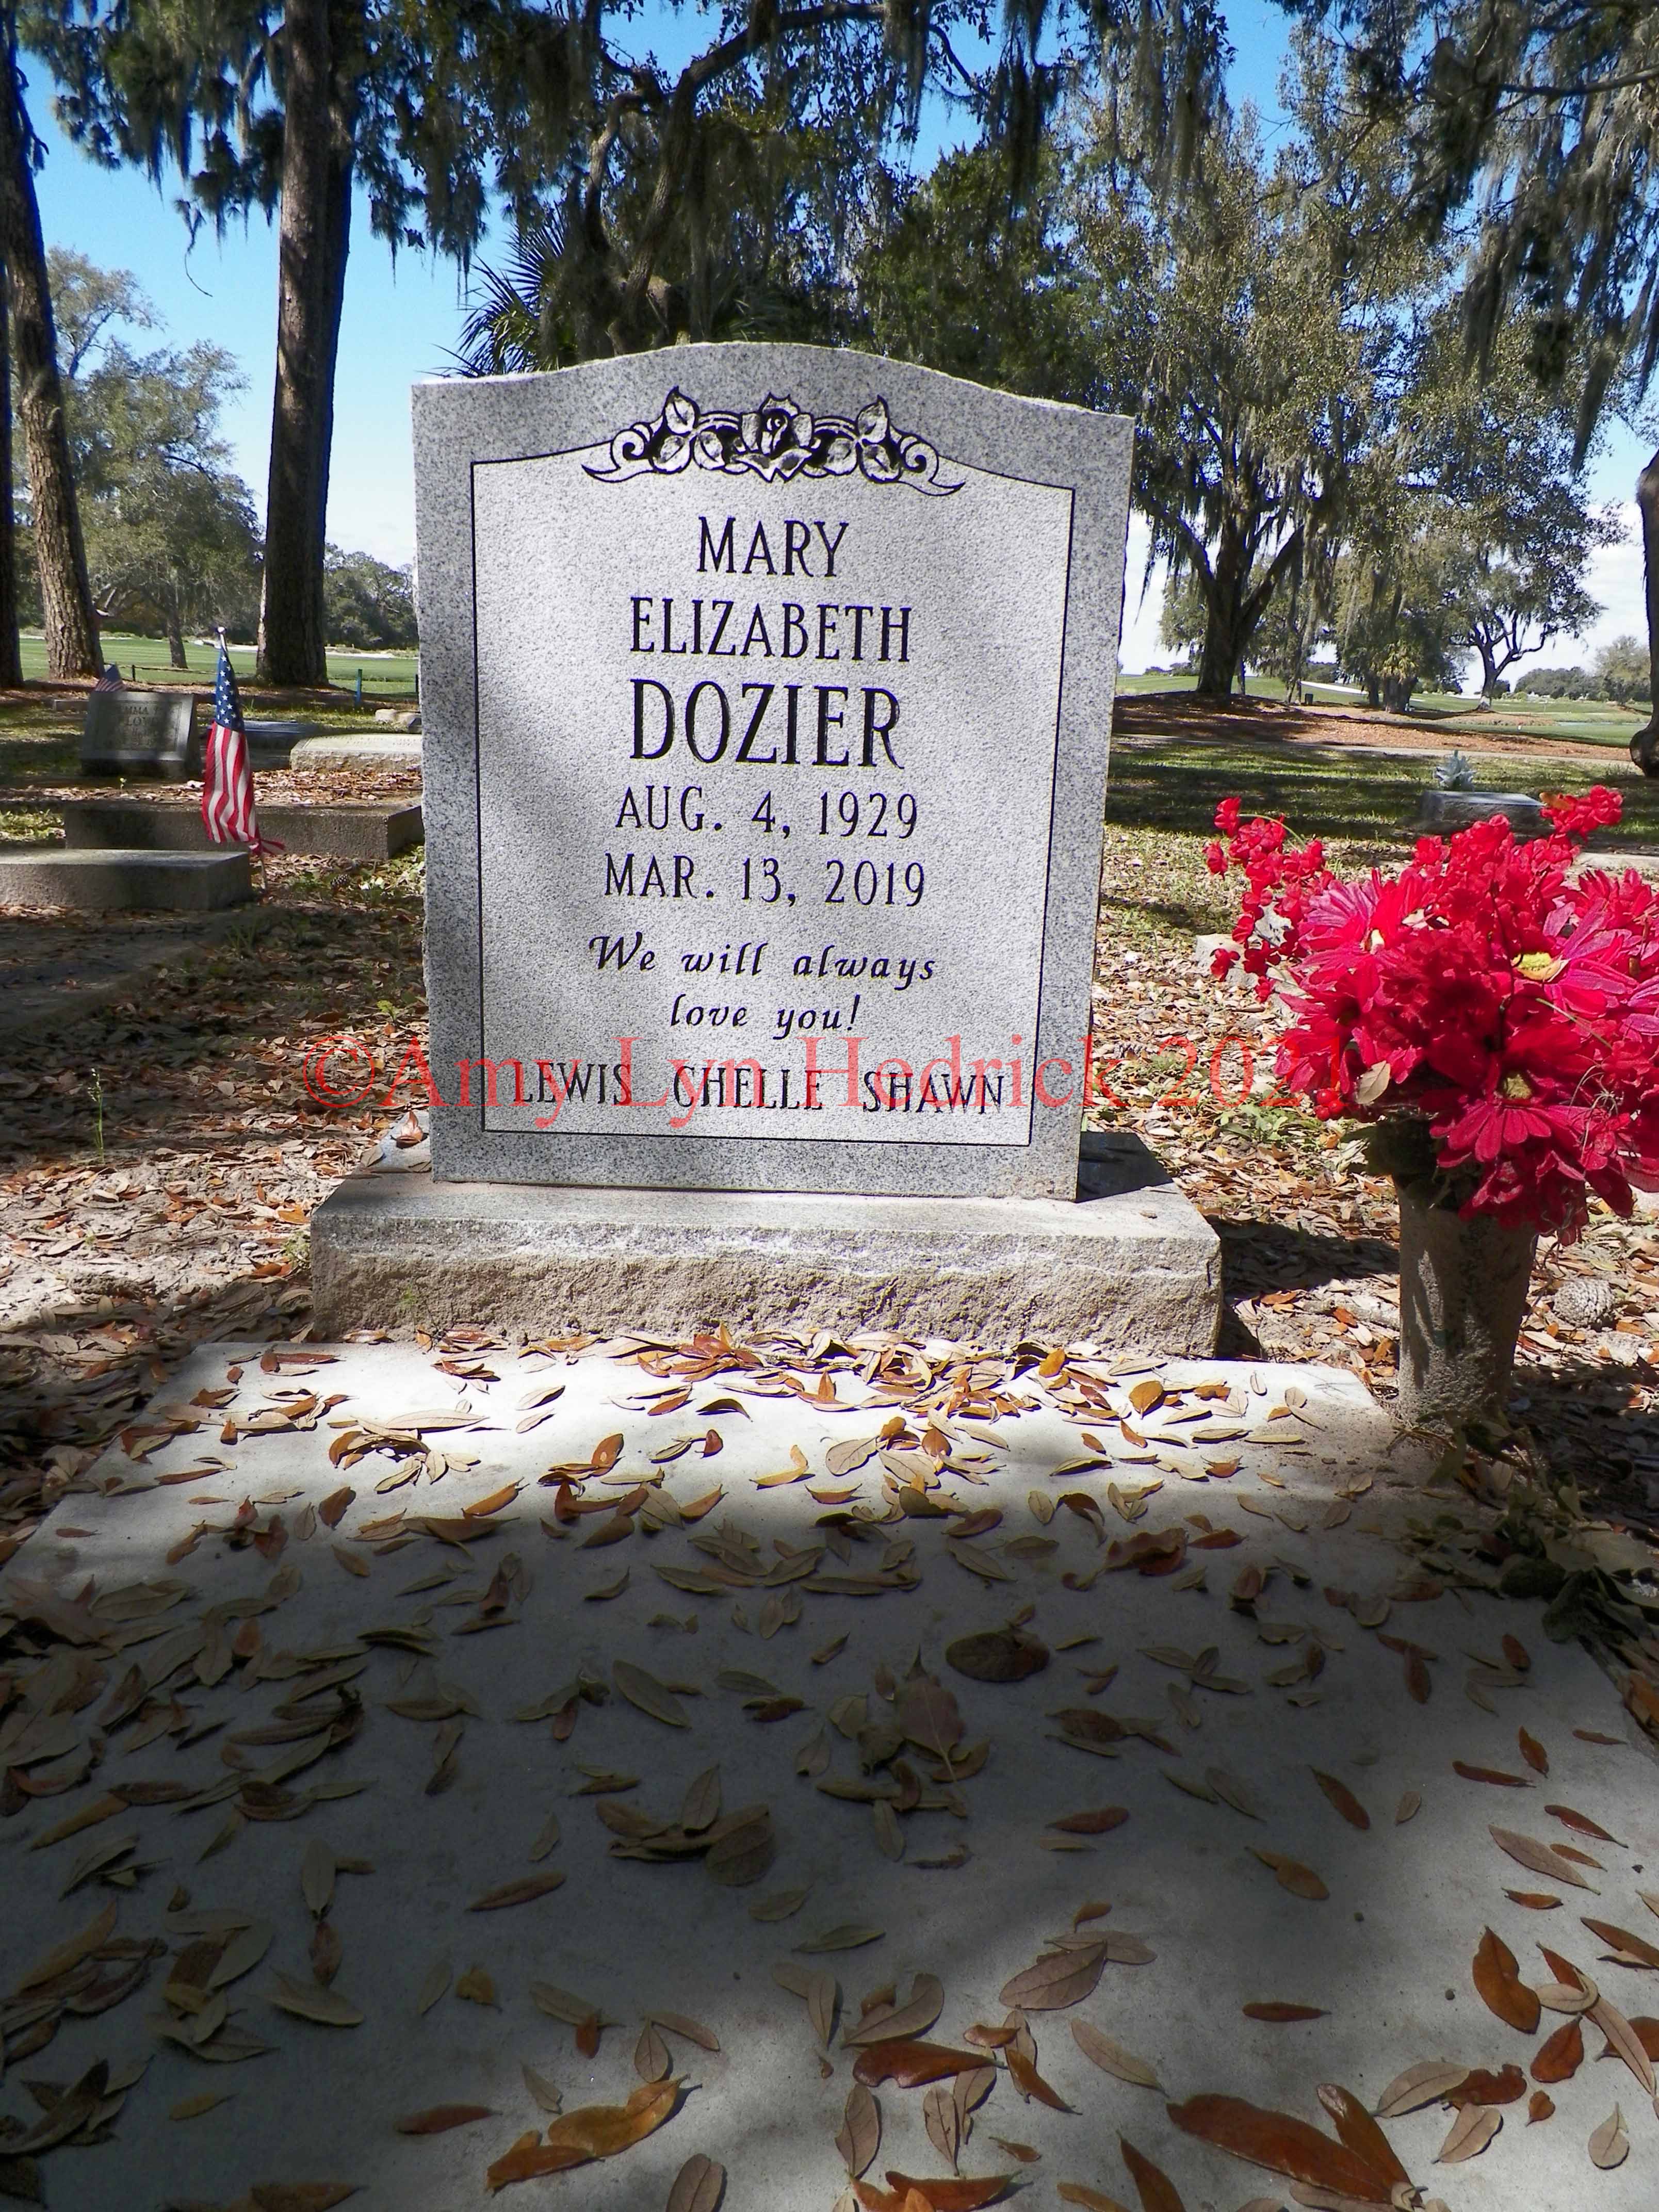 MARY
ELIZABETH
DOZIER
AUG. 4, 1929
MAR. 13, 2019
We will always
love you!
LEWIS CHELLE SHAWN
©Amy Lyn Hedrick
EMMA